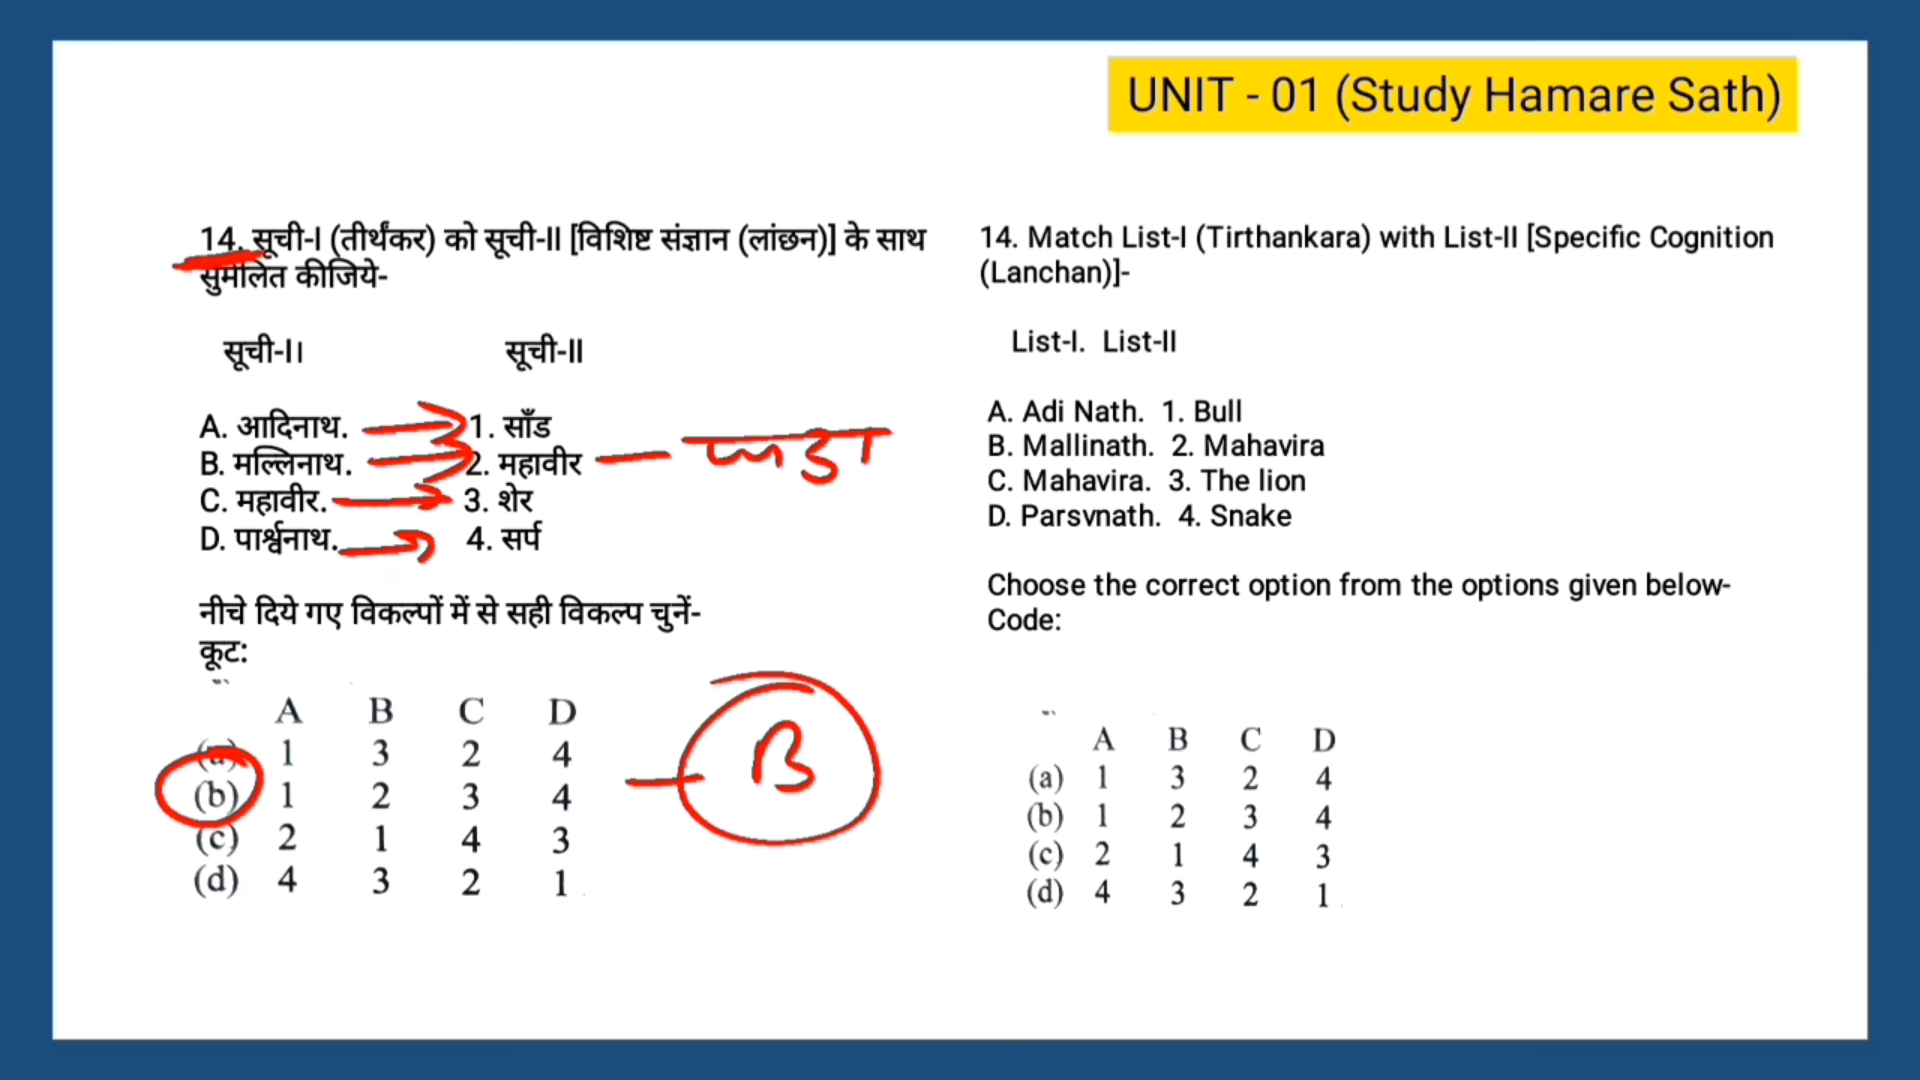 UNIT - 01 (Study Hamare Sath)
14. सूची-I (तीर्थंकर) को सूची-II [विशिष्ट संज्ञान (लांछन)] के साथ
सुमेलित कीजिये-
सूची-I। सूची-II
A. आदिनाथ. 1. साँड
B. मल्लिनाथ. 2. महावीर
C. महावीर. 3. शेर
D. पार्श्वनाथ. 4. सर्प
नीचे दिये गए विकल्पों में से सही विकल्प चुनें-
कूट:
A B C D
(a) 1 3 2 4
(b) 1 2 3 4
(c) 2 1 4 3
(d) 4 3 2 1
B
14. Match List-I (Tirthankara) with List-II [Specific Cognition
(Lanchan)]-
List-I. List-II
A. Adi Nath. 1. Bull
B. Mallinath. 2. Mahavira
C. Mahavira. 3. The lion
D. Parsvnath. 4. Snake
Choose the correct option from the options given below-
Code:
A B C D
(a) 1 3 2 4
(b) 1 2 3 4
(c) 2 1 4 3
(d) 4 3 2 1